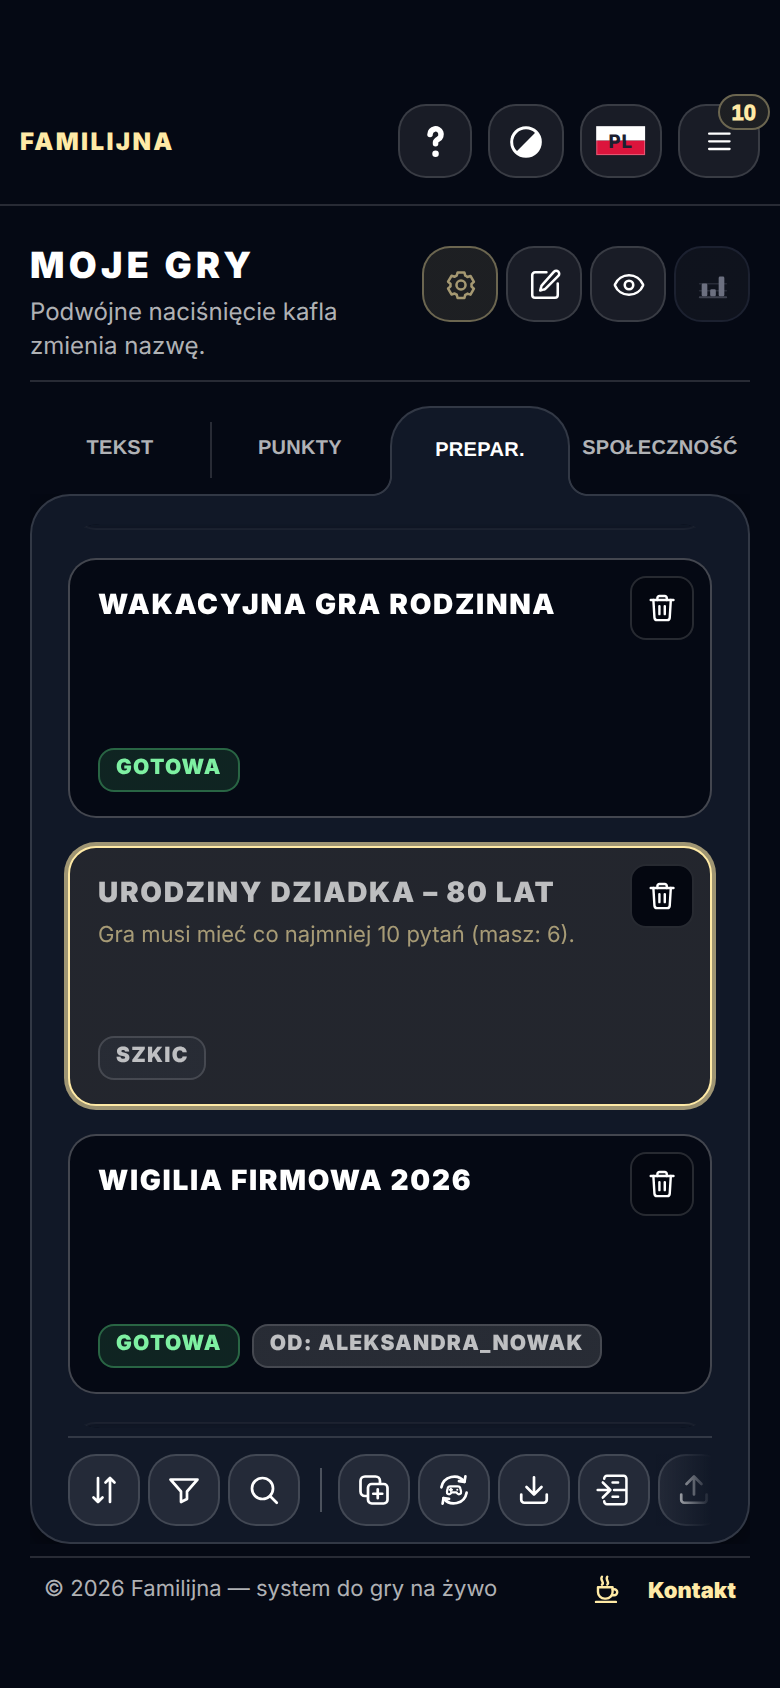 FAMILIJNA
?
PL
10
MOJE GRY
Podwójne naciśnięcie kafla
zmienia nazwę.
TEKST
PUNKTY
PREPAR.
SPOŁECZNOŚĆ
WAKACYJNA GRA RODZINNA
GOTOWA
URODZINY DZIADKA – 80 LAT
Gra musi mieć co najmniej 10 pytań (masz: 6).
SZKIC
WIGILIA FIRMOWA 2026
GOTOWA
OD: ALEKSANDRA_NOWAK
© 2026 Familijna — system do gry na żywo
Kontakt